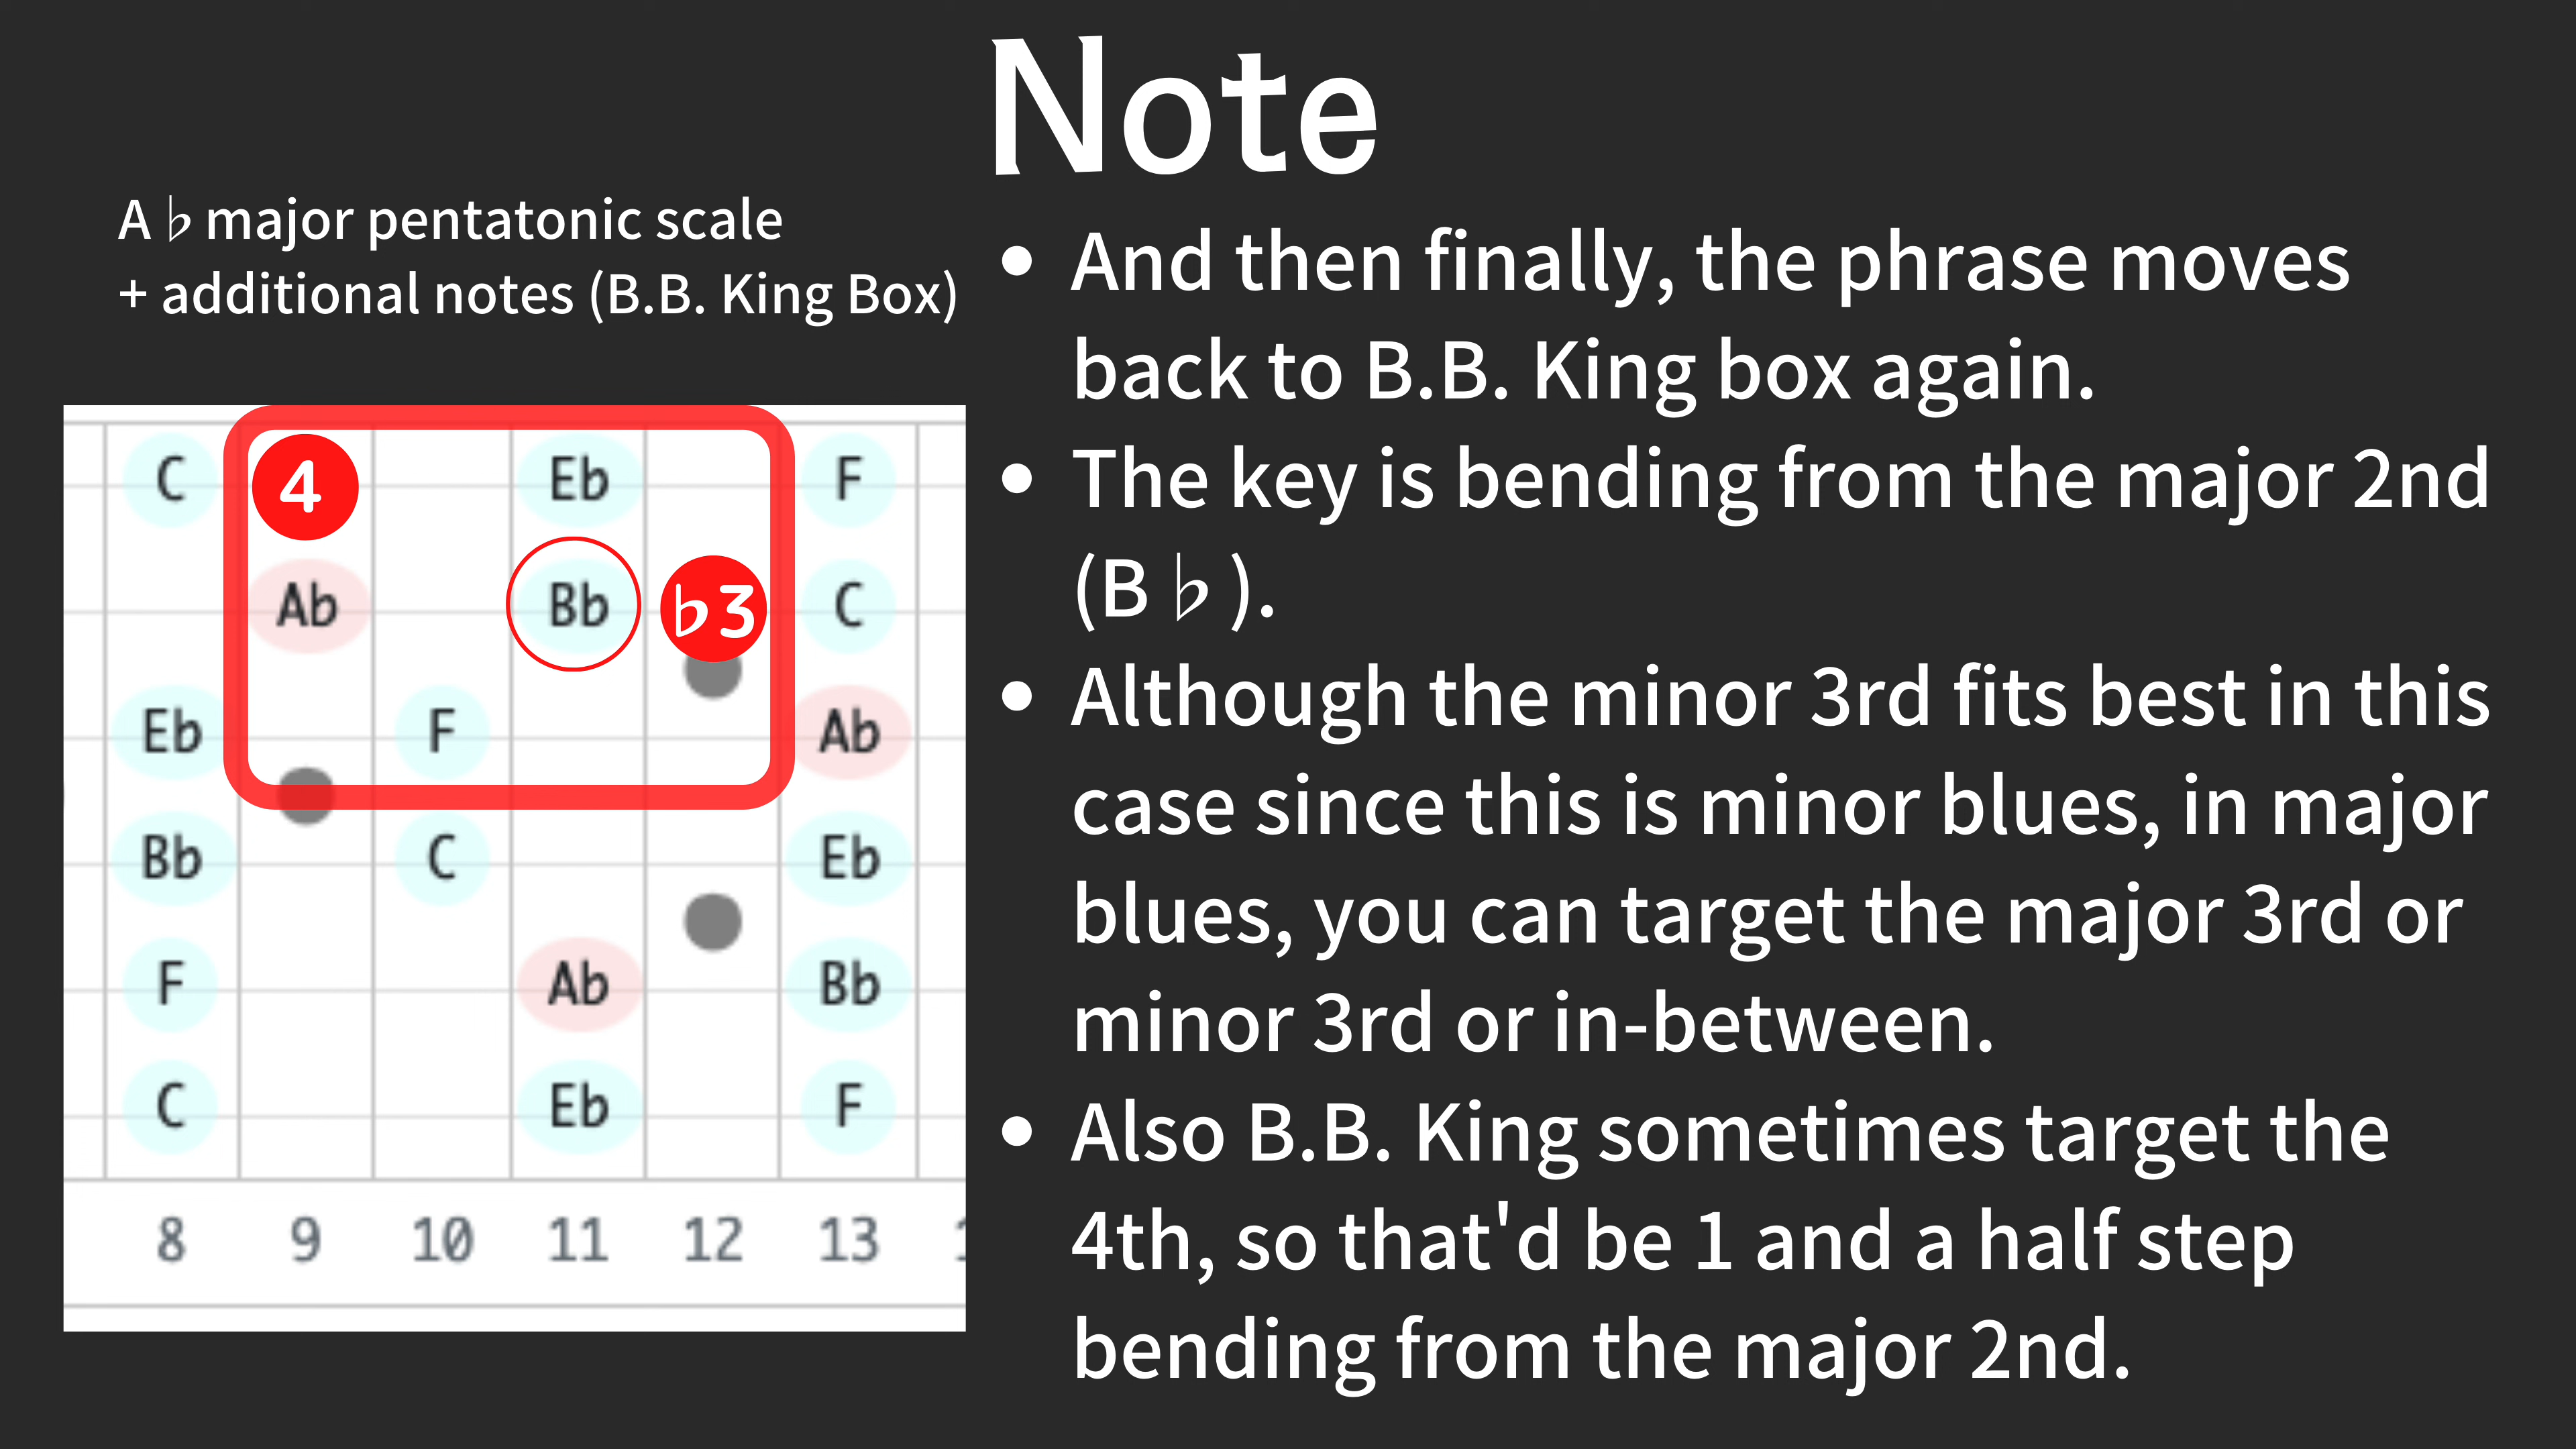 Note
A♭major pentatonic scale
+ additional notes (B.B. King Box)
C 4 Eb F
Ab Bb ♭3 C
Eb F Ab
Bb C Eb
F Ab Bb
C Eb F
8 9 10 11 12 13
• And then finally, the phrase moves
back to B.B. King box again.
• The key is bending from the major 2nd
(B♭).
• Although the minor 3rd fits best in this
case since this is minor blues, in major
blues, you can target the major 3rd or
minor 3rd or in-between.
• Also B.B. King sometimes target the
4th, so that'd be 1 and a half step
bending from the major 2nd.